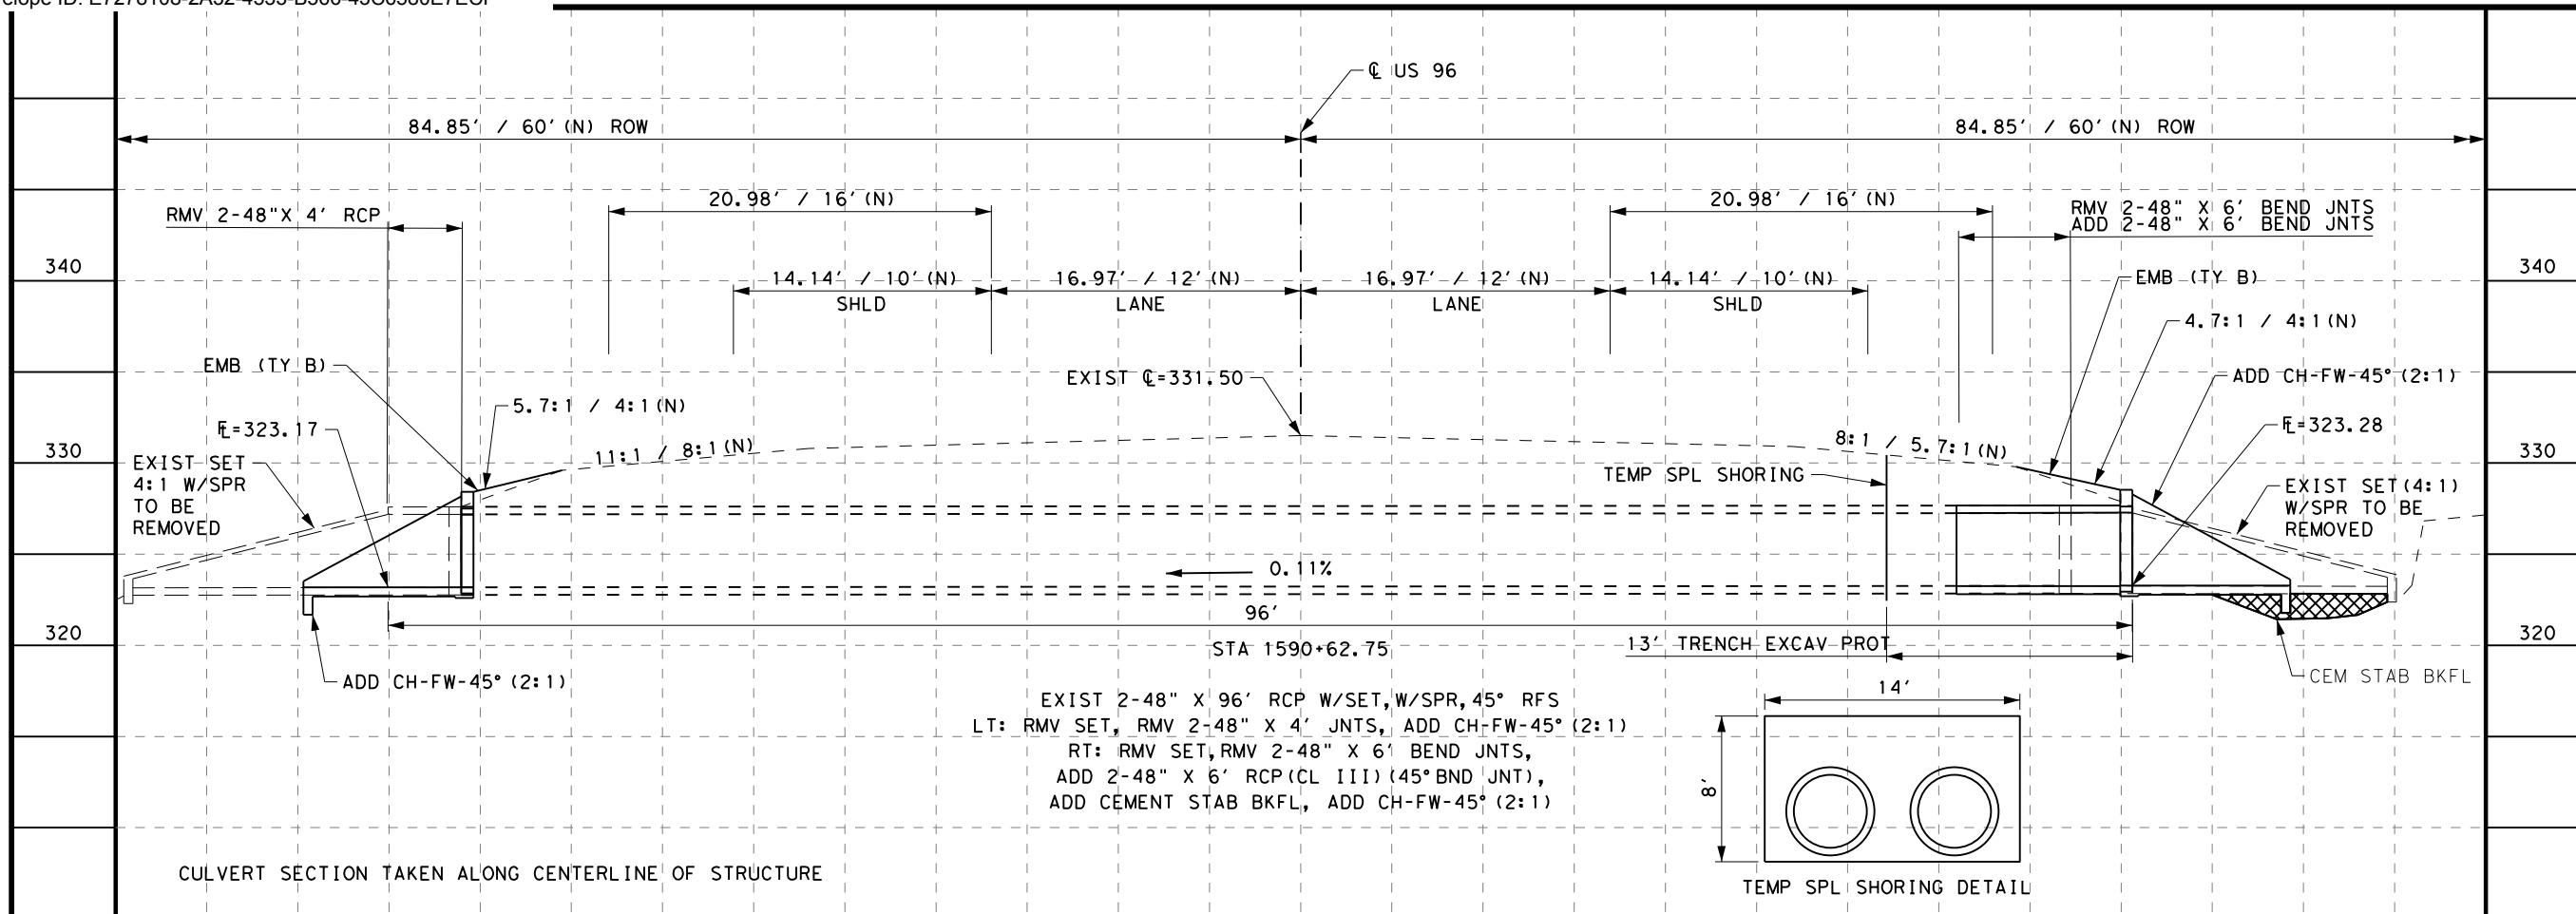 ℄ US 96
84.85' / 60'(N) ROW
84.85' / 60'(N) ROW
20.98' / 16'(N)
20.98' / 16'(N)
RMV 2-48"X 4' RCP
RMV 2-48" X 6' BEND JNTS
ADD 2-48" X 6' BEND JNTS
340
14.14' / 10'(N)
SHLD
16.97' / 12'(N)
LANE
16.97' / 12'(N)
LANE
14.14' / 10'(N)
SHLD
EMB (TY B)
340
4.7:1 / 4:1(N)
EMB (TY B)
EXIST ℄=331.50
ADD CH-FW-45°(2:1)
5.7:1 / 4:1(N)
FL=323.17
FL=323.28
11:1 / 8:1(N)
8:1 / 5.7:1(N)
330
330
EXIST SET
4:1 W/SPR
TO BE
REMOVED
TEMP SPL SHORING
EXIST SET(4:1)
W/SPR TO BE
REMOVED
0.11%
96'
320
320
STA 1590+62.75
13' TRENCH EXCAV PROT
ADD CH-FW-45°(2:1)
CEM STAB BKFL
EXIST 2-48" X 96' RCP W/SET,W/SPR,45° RFS
LT: RMV SET, RMV 2-48" X 4' JNTS, ADD CH-FW-45°(2:1)
RT: RMV SET,RMV 2-48" X 6' BEND JNTS,
ADD 2-48" X 6' RCP(CL III)(45°BND JNT),
ADD CEMENT STAB BKFL, ADD CH-FW-45°(2:1)
14'
8'
TEMP SPL SHORING DETAIL
CULVERT SECTION TAKEN ALONG CENTERLINE OF STRUCTURE